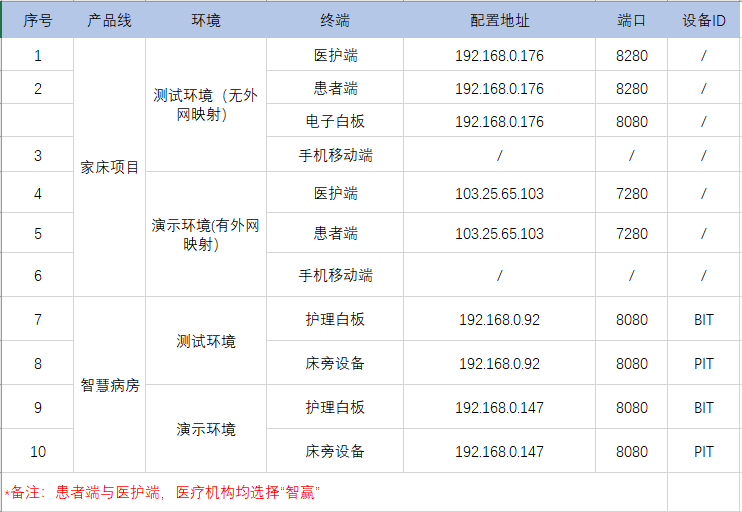 序号 产品线 环境 终端 配置地址 端口 设备ID
1 家床项目 测试环境（无外网映射） 医护端 192.168.0.176 8280 /
2 患者端 192.168.0.176 8280 /
电子白板 192.168.0.176 8080 /
3 手机移动端 / / /
4 演示环境(有外网映射） 医护端 103.25.65.103 7280 /
5 患者端 103.25.65.103 7280 /
6 手机移动端 / / /
7 智慧病房 测试环境 护理白板 192.168.0.92 8080 BIT
8 床旁设备 192.168.0.92 8080 PIT
9 演示环境 护理白板 192.168.0.147 8080 BIT
10 床旁设备 192.168.0.147 8080 PIT
*备注：患者端与医护端，医疗机构均选择“智赢”